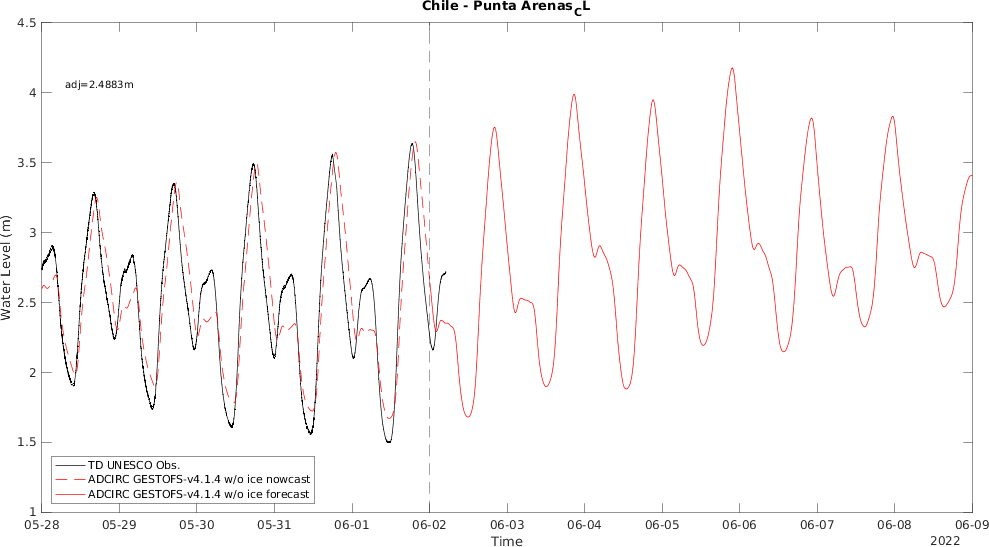 Chile - Punta Arenas_CL
4.5
4
3.5
3
2.5
2
1.5
1
Water Level (m)
adj=2.4883m
TD UNESCO Obs.
ADCIRC GESTOFS-v4.1.4 w/o ice nowcast
ADCIRC GESTOFS-v4.1.4 w/o ice forecast
05-28 05-29 05-30 05-31 06-01 06-02 06-03 06-04 06-05 06-06 06-07 06-08 06-09
Time
2022